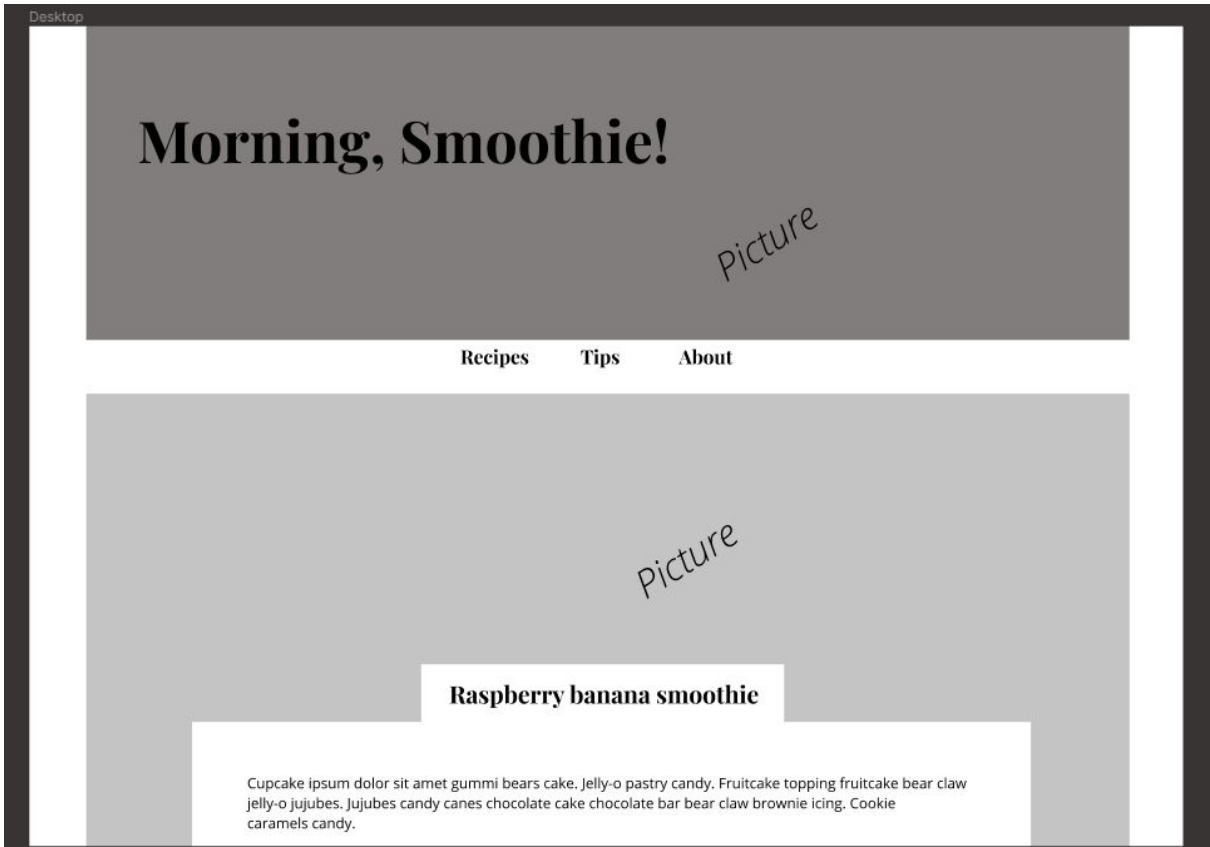 Desktop
Morning, Smoothie!
Picture
Recipes Tips About
Picture
Raspberry banana smoothie
Cupcake ipsum dolor sit amet gummi bears cake. Jelly-o pastry candy. Fruitcake topping fruitcake bear claw
jelly-o jujubes. Jujubes candy canes chocolate cake chocolate bar bear claw brownie icing. Cookie
caramels candy.